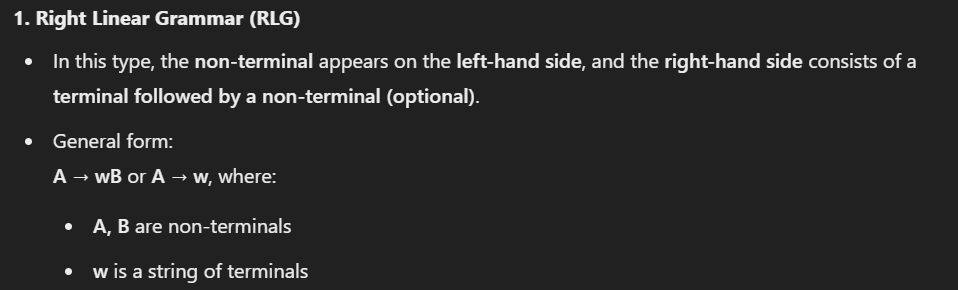 1. Right Linear Grammar (RLG)
• In this type, the non-terminal appears on the left-hand side, and the right-hand side consists of a
terminal followed by a non-terminal (optional).
• General form:
A → wB or A → w, where:
• A, B are non-terminals
• w is a string of terminals